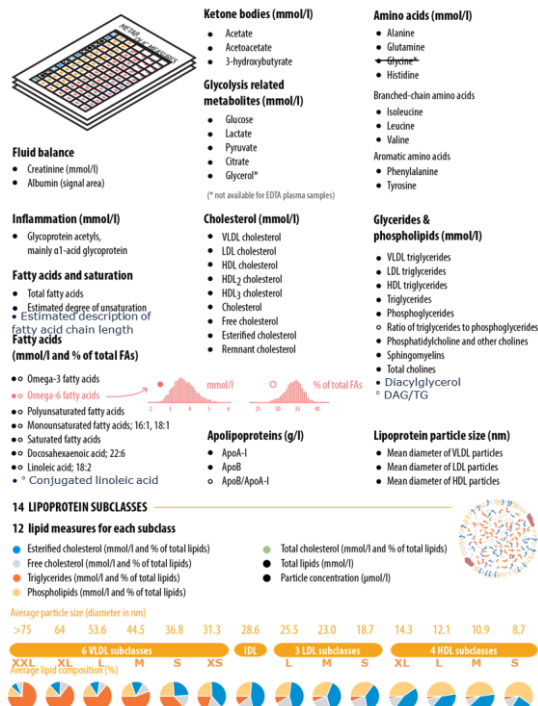 METABOLIC MEASURES
Fluid balance
• Creatinine (mmol/l)
• Albumin (signal area)
Inflammation (mmol/l)
• Glycoprotein acetyls,
mainly α1-acid glycoprotein
Fatty acids and saturation
• Total fatty acids
• Estimated degree of unsaturation
• Estimated description of
fatty acid chain length
Fatty acids
(mmol/l and % of total FAs)
•o Omega-3 fatty acids
•o Omega-6 fatty acids
•o Polyunsaturated fatty acids
•o Monounsaturated fatty acids; 16:1, 18:1
•o Saturated fatty acids
•o Docosahexaenoic acid; 22:6
•o Linoleic acid; 18:2
• ° Conjugated linoleic acid
Ketone bodies (mmol/l)
• Acetate
• Acetoacetate
• 3-hydroxybutyrate
Glycolysis related
metabolites (mmol/l)
• Glucose
• Lactate
• Pyruvate
• Citrate
• Glycerol*
(* not available for EDTA plasma samples)
Cholesterol (mmol/l)
• VLDL cholesterol
• LDL cholesterol
• HDL cholesterol
• HDL2 cholesterol
• HDL3 cholesterol
• Cholesterol
• Free cholesterol
• Esterified cholesterol
• Remnant cholesterol
mmol/l
2 3 4 5 6
% of total FAs
25 30 35 40
Apolipoproteins (g/l)
• ApoA-I
• ApoB
o ApoB/ApoA-I
Amino acids (mmol/l)
• Alanine
• Glutamine
• Glycine*
• Histidine
Branched-chain amino acids
• Isoleucine
• Leucine
• Valine
Aromatic amino acids
• Phenylalanine
• Tyrosine
Glycerides &
phospholipids (mmol/l)
• VLDL triglycerides
• LDL triglycerides
• HDL triglycerides
• Triglycerides
• Phosphoglycerides
o Ratio of triglycerides to phosphoglycerides
• Phosphatidylcholine and other cholines
• Sphingomyelins
• Total cholines
• Diacylglycerol
° DAG/TG
Lipoprotein particle size (nm)
• Mean diameter of VLDL particles
• Mean diameter of LDL particles
• Mean diameter of HDL particles
14 LIPOPROTEIN SUBCLASSES
12 lipid measures for each subclass
Esterified cholesterol (mmol/l and % of total lipids)
Free cholesterol (mmol/l and % of total lipids)
Triglycerides (mmol/l and % of total lipids)
Phospholipids (mmol/l and % of total lipids)
Total cholesterol (mmol/l and % of total lipids)
Total lipids (mmol/l)
Particle concentration (µmol/l)
Average particle size (diameter in nm)
>75 64 53.6 44.5 36.8 31.3 28.6 25.5 23.0 18.7 14.3 12.1 10.9 8.7
6 VLDL subclasses IDL 3 LDL subclasses 4 HDL subclasses
XXL XL L M S XS L M S XL L M S
Average lipid composition (%)